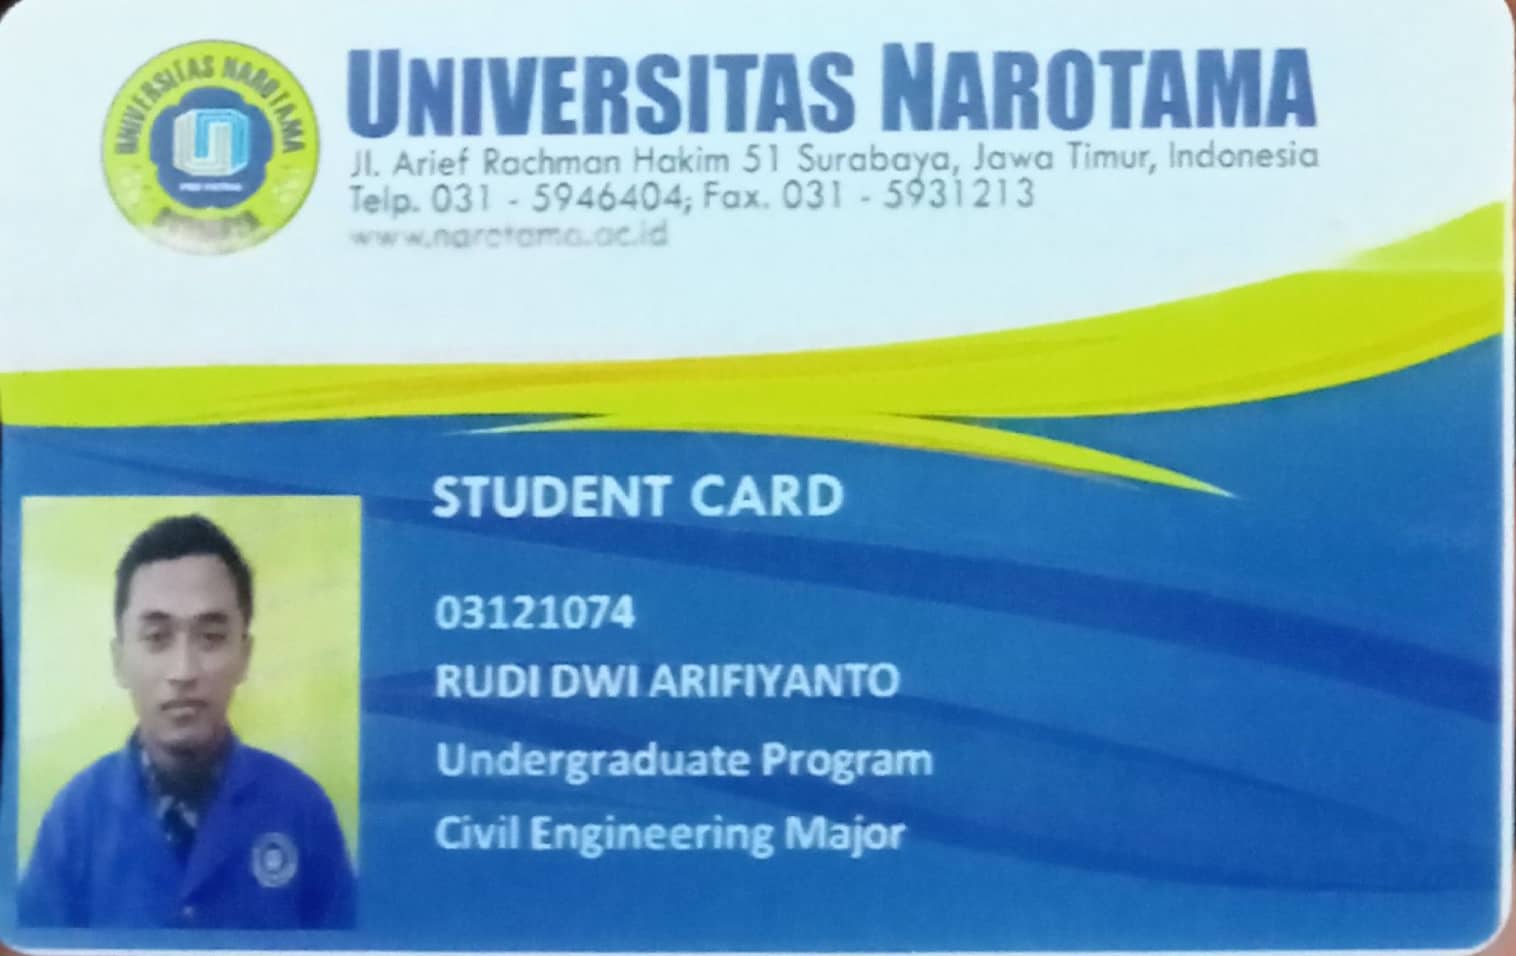 UNIVERSITAS NAROTAMA
UNIVERSITAS NAROTAMA
Jl. Arief Rachman Hakim 51 Surabaya, Jawa Timur, Indonesia
Telp. 031 - 5946404; Fax. 031 - 5931213
www.narotama.ac.id
STUDENT CARD
03121074
RUDI DWI ARIFIYANTO
Undergraduate Program
Civil Engineering Major